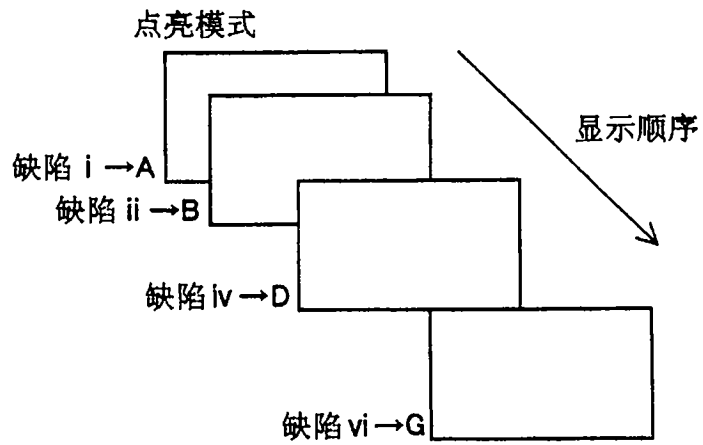 点亮模式
显示顺序
缺陷 i →A
缺陷 ii →B
缺陷 iv →D
缺陷 vi →G